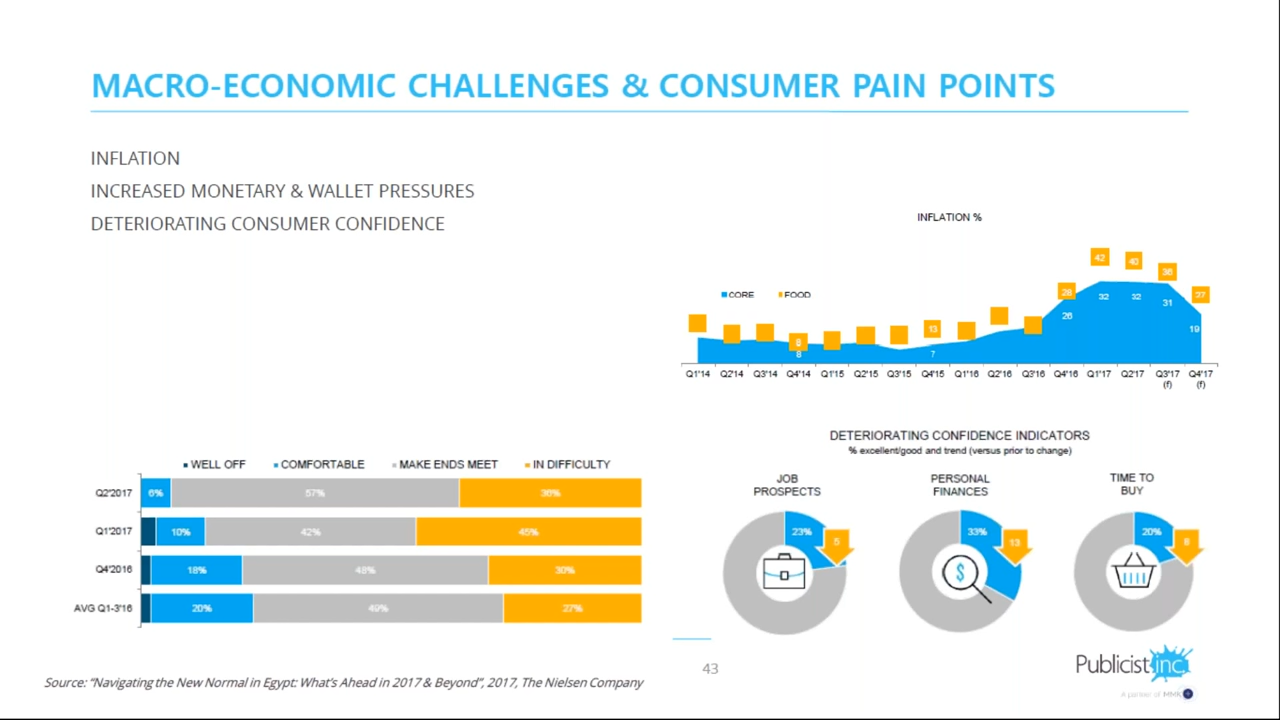 MACRO-ECONOMIC CHALLENGES & CONSUMER PAIN POINTS
INFLATION
INCREASED MONETARY & WALLET PRESSURES
DETERIORATING CONSUMER CONFIDENCE
INFLATION %
CORE FOOD
42 40 36
28 37
32 32 31
26 19
13
6
8 7
Q1'14 Q2'14 Q3'14 Q4'14 Q1'15 Q2'15 Q3'15 Q4'15 Q1'16 Q2'16 Q3'16 Q4'16 Q1'17 Q2'17 Q3'17 Q4'17
(f) (f)
WELL OFF COMFORTABLE MAKE ENDS MEET IN DIFFICULTY
Q2'2017 6% 57% 36%
Q1'2017 10% 42% 45%
Q4'2016 18% 48% 30%
AVG Q1-3'16 20% 49% 27%
DETERIORATING CONFIDENCE INDICATORS
% excellent/good and trend (versus prior to change)
JOB
PROSPECTS
23% 5
PERSONAL
FINANCES
33% 13
$
TIME TO
BUY
20%
43
Publicist inc.
A partner of MMK
Source: “Navigating the New Normal in Egypt: What’s Ahead in 2017 & Beyond”, 2017, The Nielsen Company